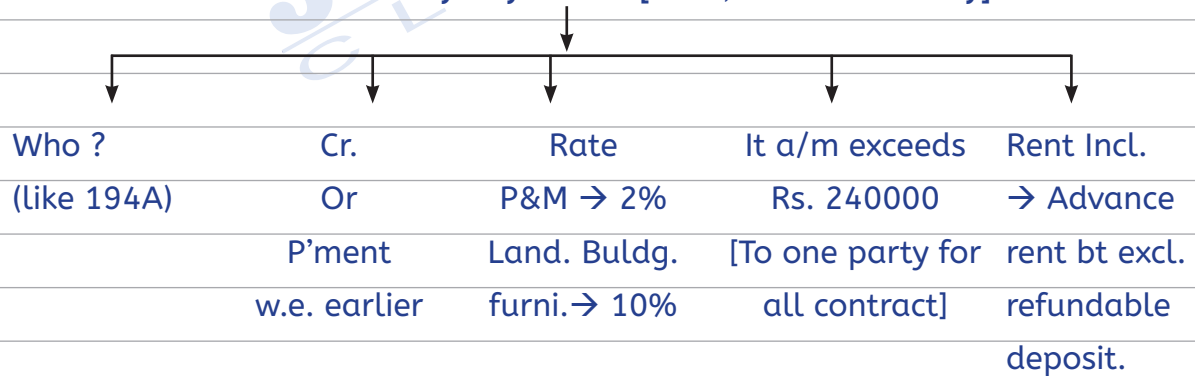 Who ?
(like 194A)
Cr.
Or
P'ment
w.e. earlier
Rate
P&M → 2%
Land. Buldg.
furni.→ 10%
It a/m exceeds
Rs. 240000
[To one party for
all contract]
Rent Incl.
→ Advance
rent bt excl.
refundable
deposit.